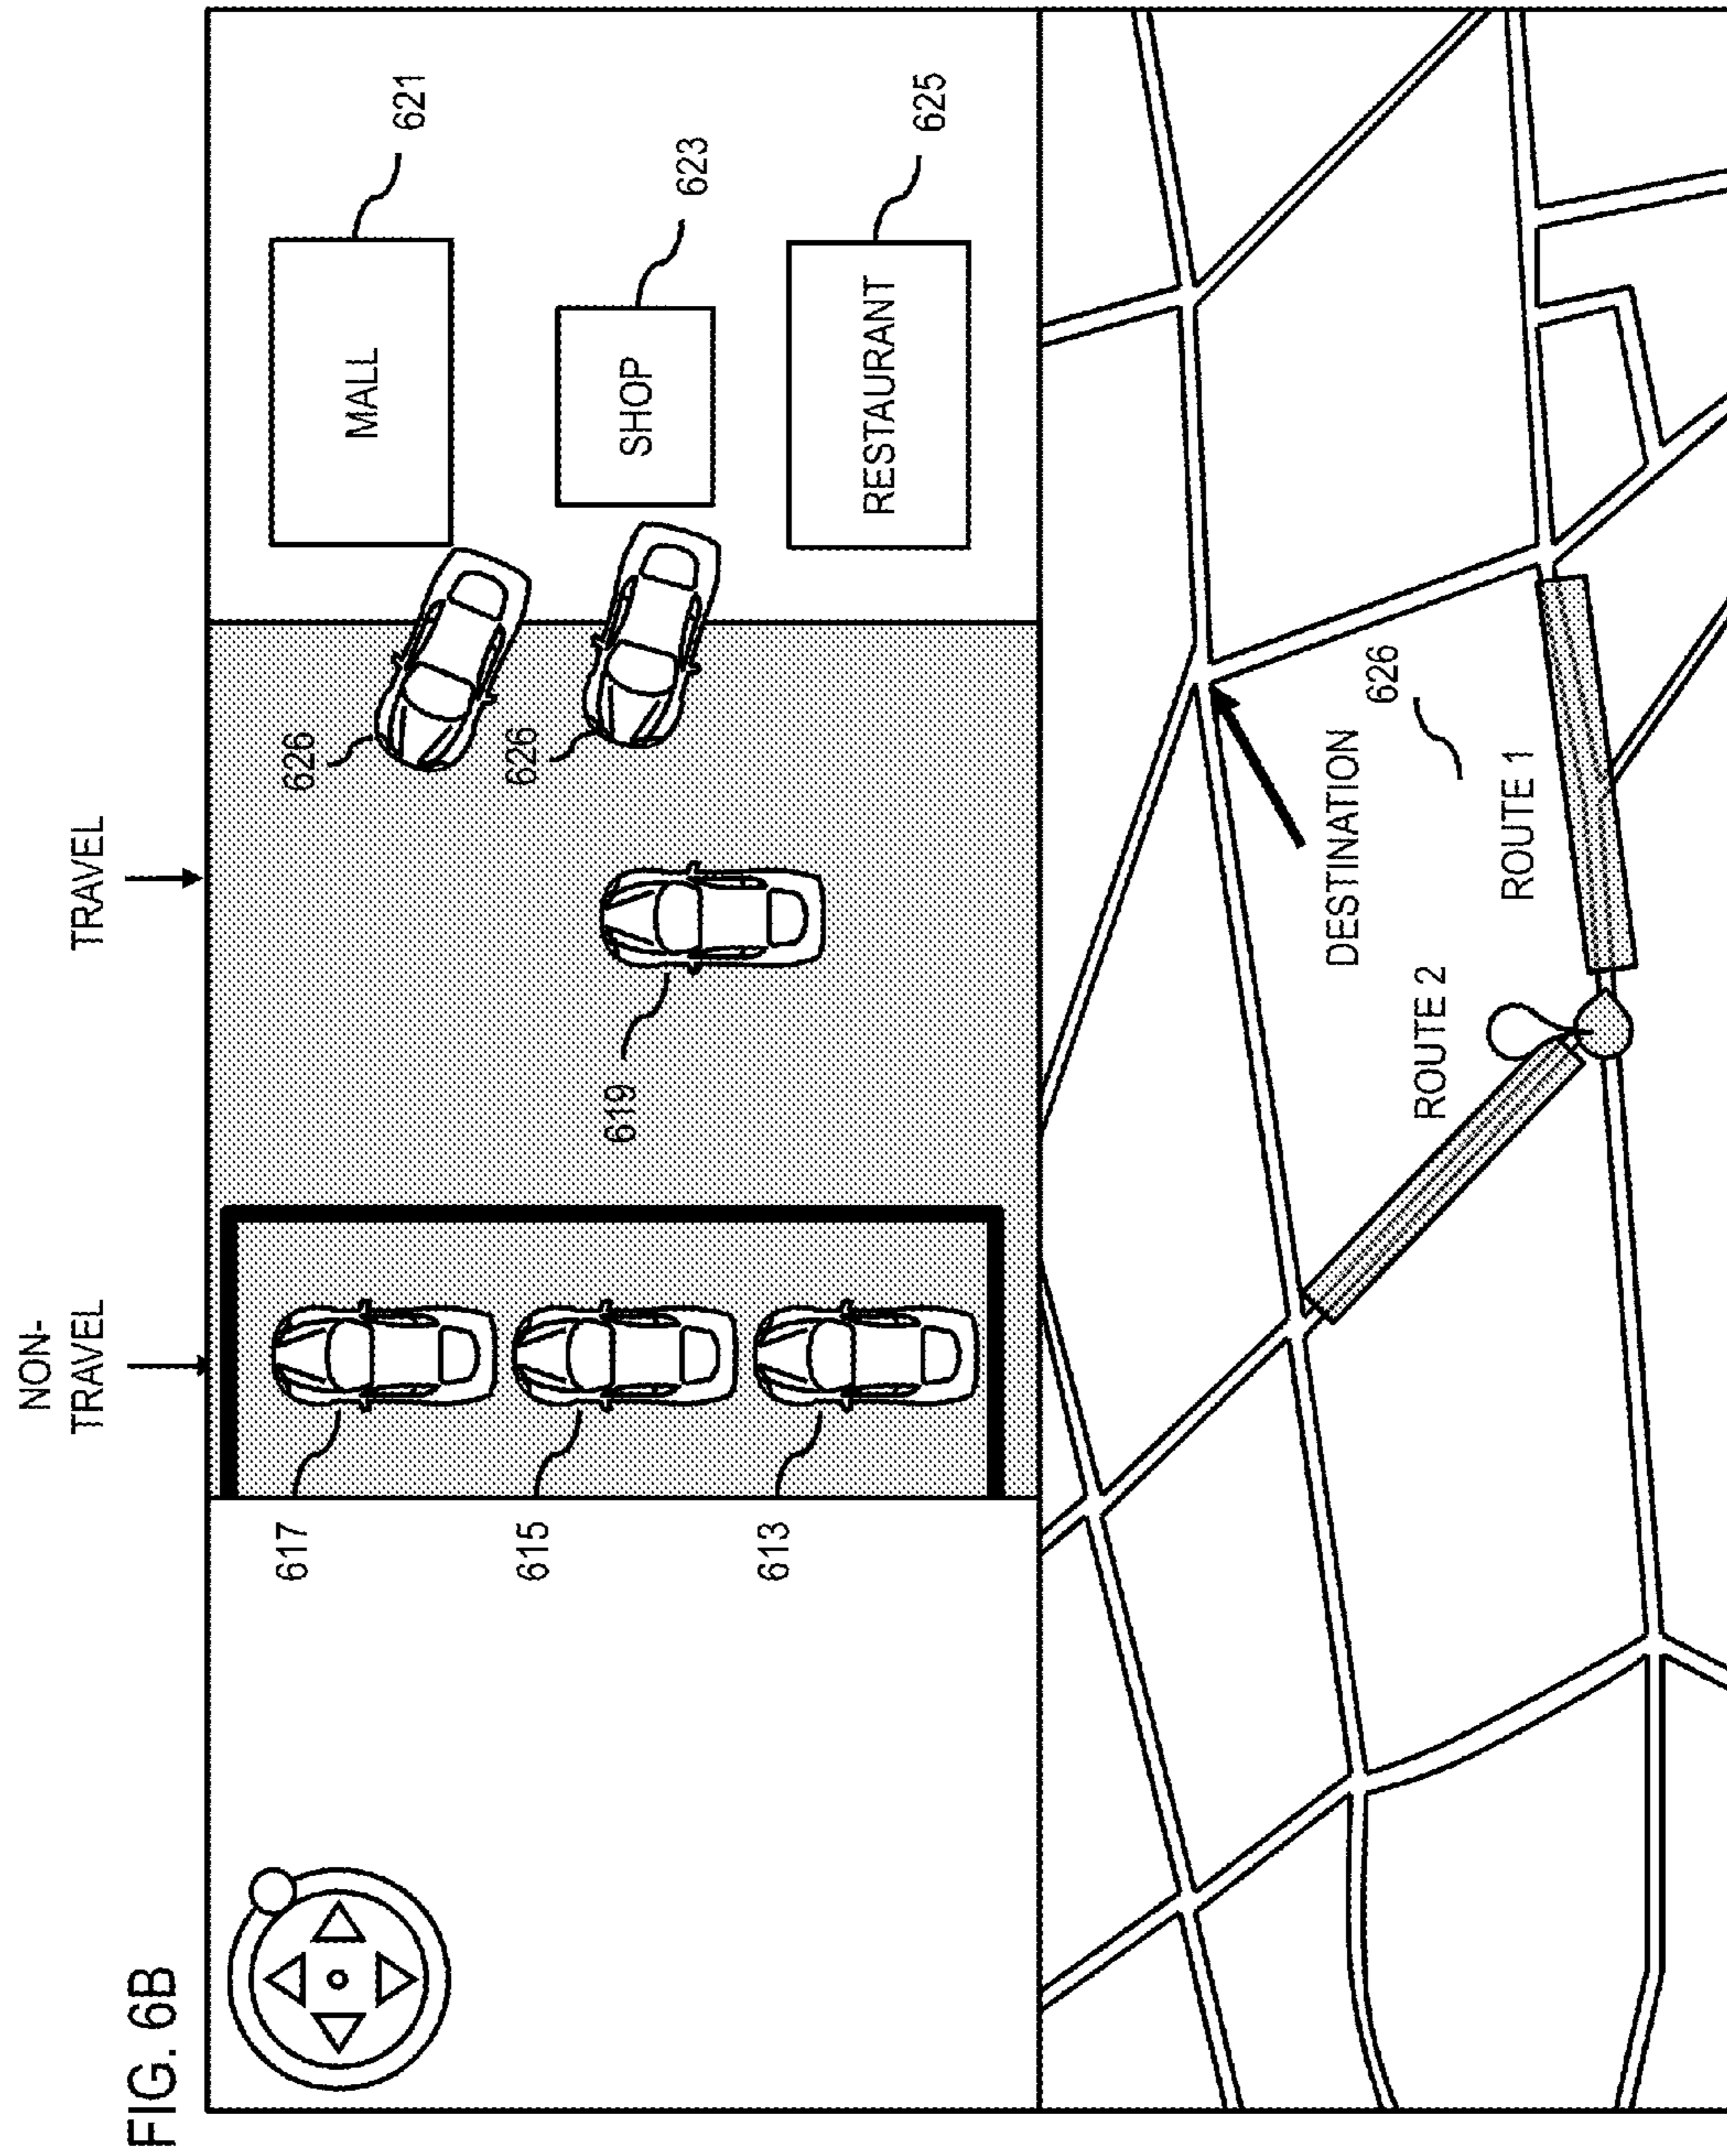 FIG. 6B
NON-
TRAVEL
TRAVEL
617
626
MALL
621
615
626
619
SHOP
623
613
RESTAURANT
625
DESTINATION
626
ROUTE 2
ROUTE 1